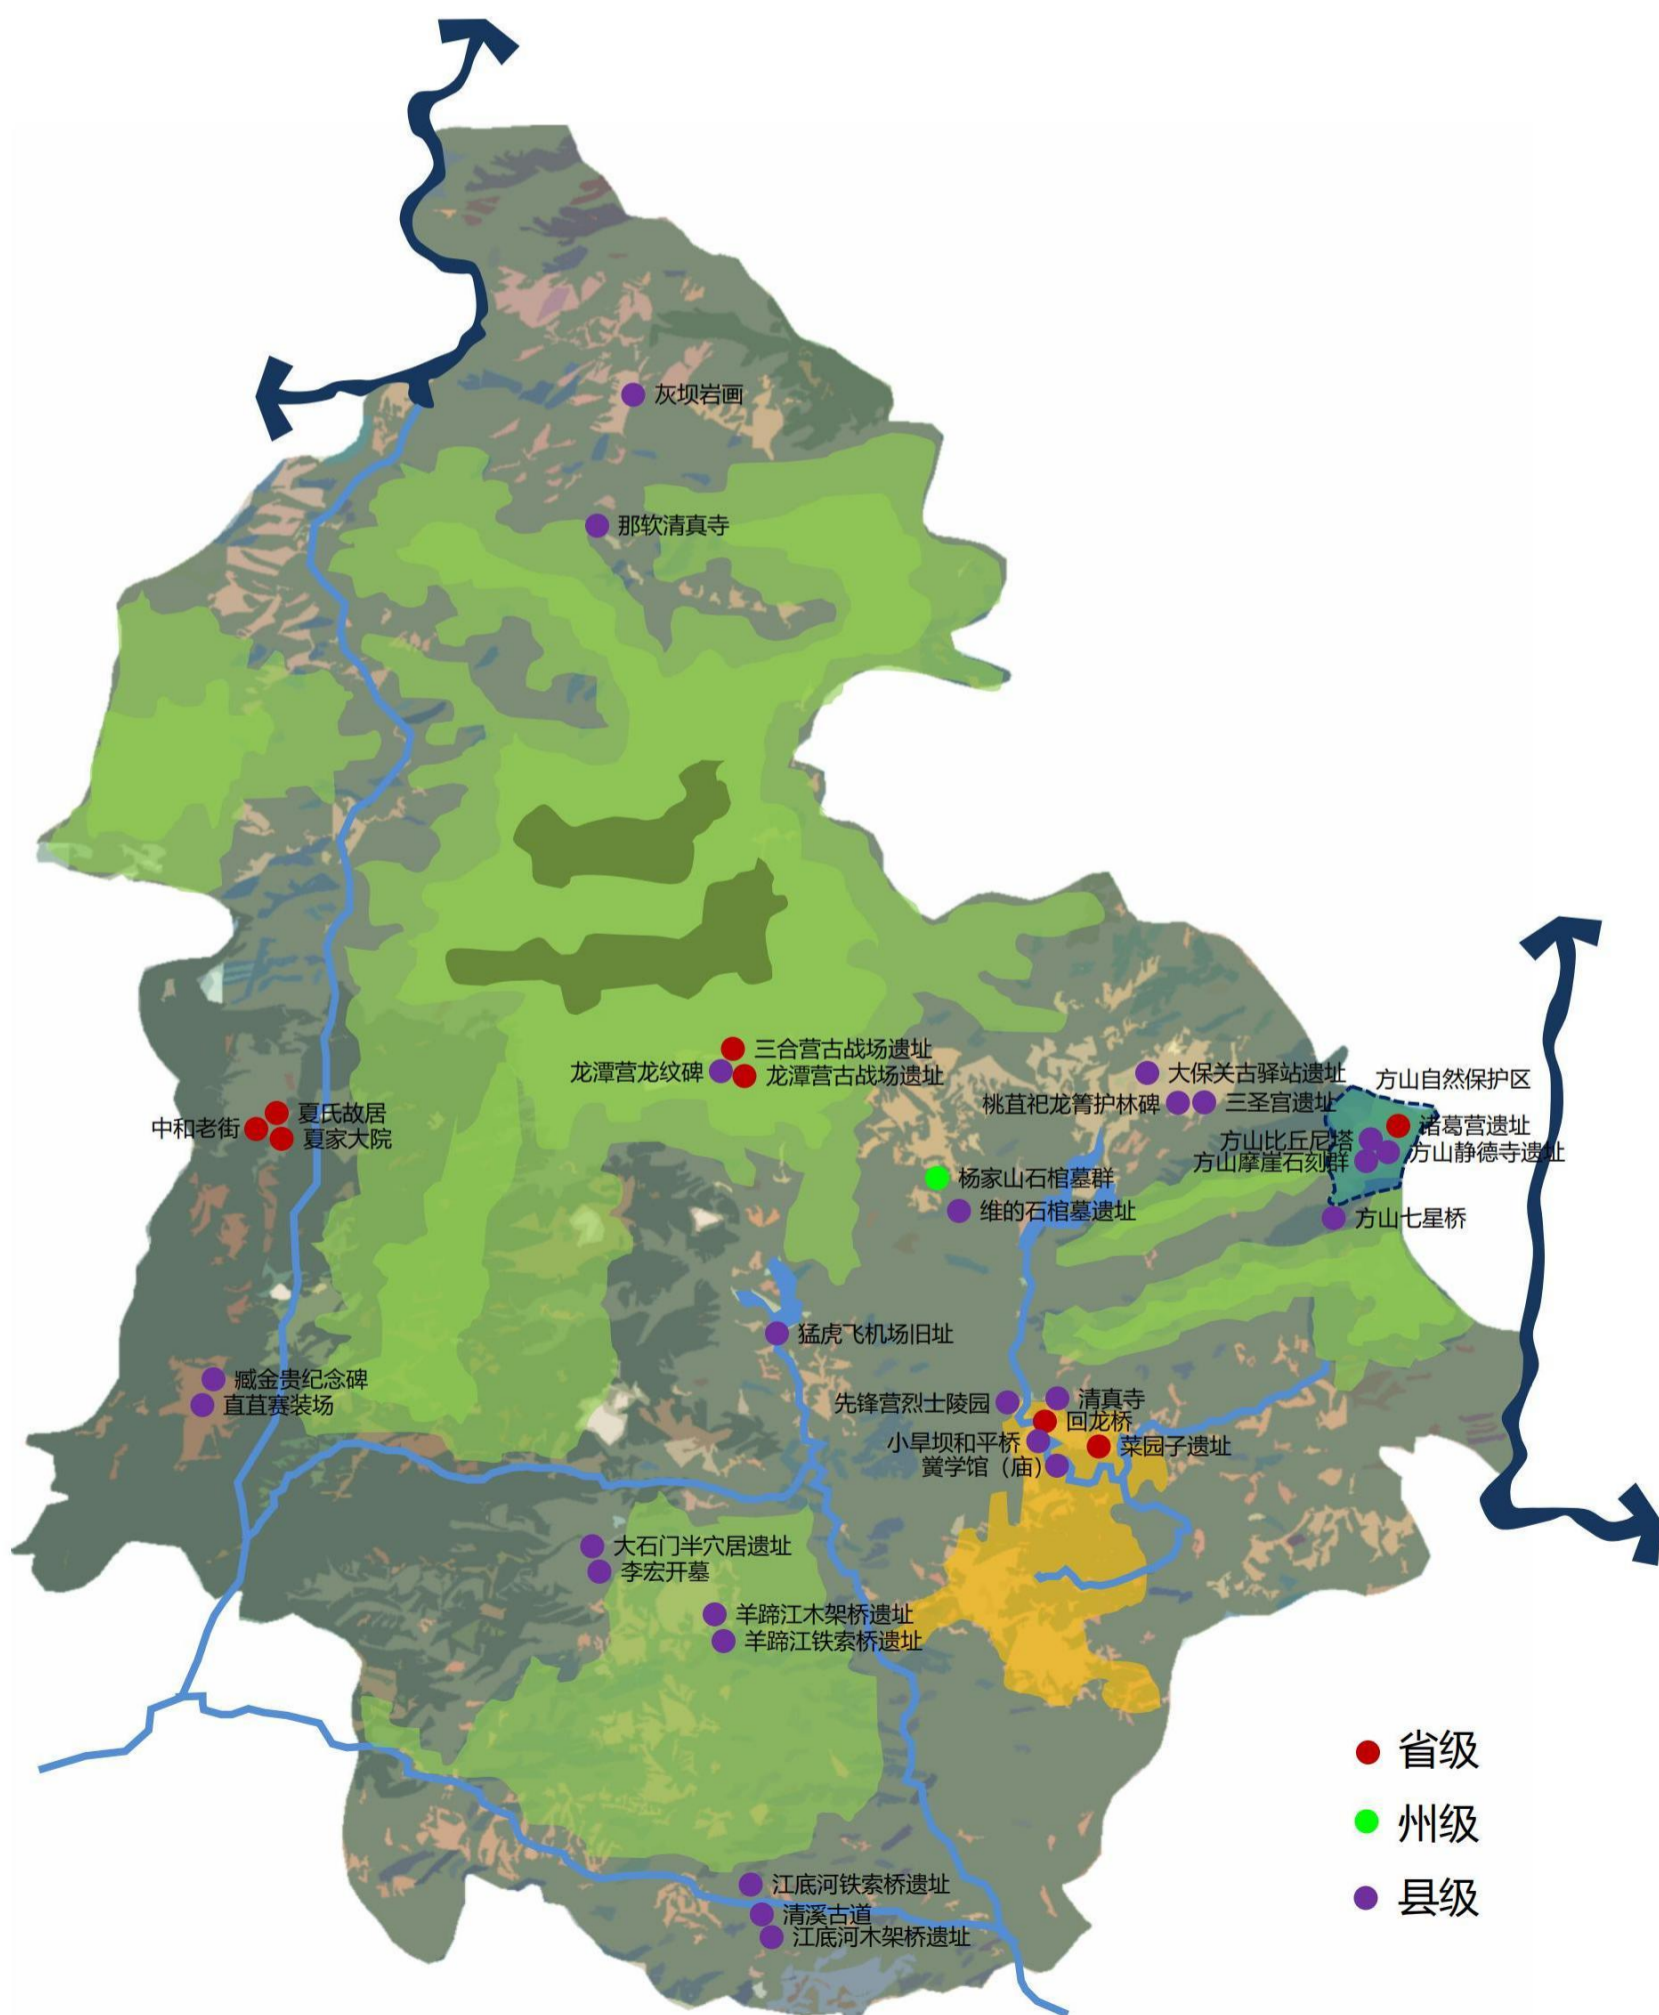 灰坝岩画
那软清真寺
三合营古战场遗址
龙潭营龙纹碑
龙潭营古战场遗址
大保关古驿站遗址
方山自然保护区
桃苴祀龙箐护林碑
三圣宫遗址
夏氏故居
中和老街
夏家大院
诸葛营遗址
方山比丘尼塔
方山静德寺遗址
方山摩崖石刻群
杨家山石棺墓群
维的石棺墓遗址
方山七星桥
猛虎飞机场旧址
臧金贵纪念碑
直苴赛装场
先锋营烈士陵园
清真寺
回龙桥
小旱坝和平桥
菜园子遗址
黉学馆（庙）
大石门半穴居遗址
李宏开墓
羊蹄江木架桥遗址
羊蹄江铁索桥遗址
省级
州级
县级
江底河铁索桥遗址
清溪古道
江底河木架桥遗址